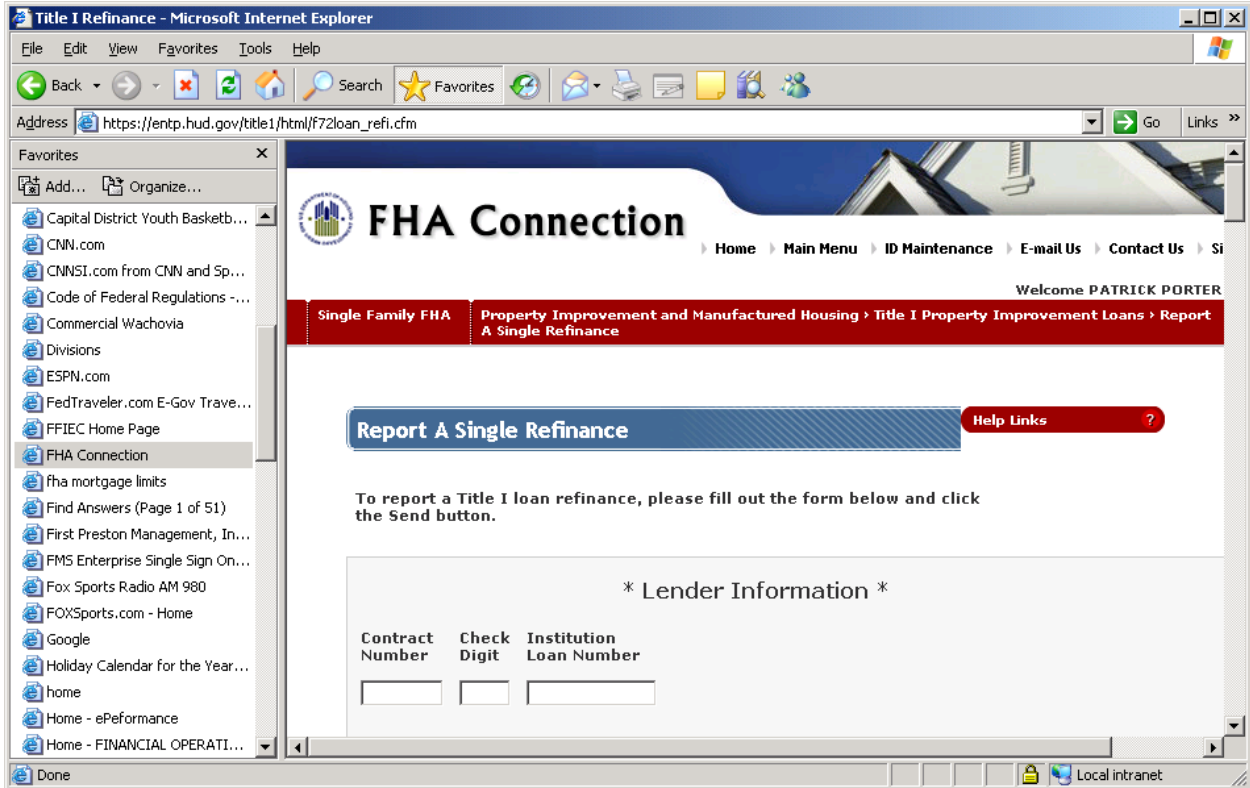 Title I Refinance - Microsoft Internet Explorer
File Edit View Favorites Tools Help
Back Search Favorites
Address https://entp.hud.gov/title1/html/f72loan_refi.cfm Go Links »
Favorites x
Add... Organize...
Capital District Youth Basketb...
CNN.com
CNNSI.com from CNN and Sp...
Code of Federal Regulations -...
Commercial Wachovia
Divisions
ESPN.com
FedTraveler.com E-Gov Trave...
FFIEC Home Page
FHA Connection
fha mortgage limits
Find Answers (Page 1 of 51)
First Preston Management, In...
FMS Enterprise Single Sign On...
Fox Sports Radio AM 980
FOXSports.com - Home
Google
Holiday Calendar for the Year...
home
Home - ePeformance
Home - FINANCIAL OPERATI...
FHA Connection
Home Main Menu ID Maintenance E-mail Us Contact Us Si
Welcome PATRICK PORTER
Single Family FHA
Property Improvement and Manufactured Housing › Title I Property Improvement Loans › Report
A Single Refinance
Report A Single Refinance
Help Links ?
To report a Title I loan refinance, please fill out the form below and click
the Send button.
* Lender Information *
Contract Check Institution
Number Digit Loan Number
Done Local intranet